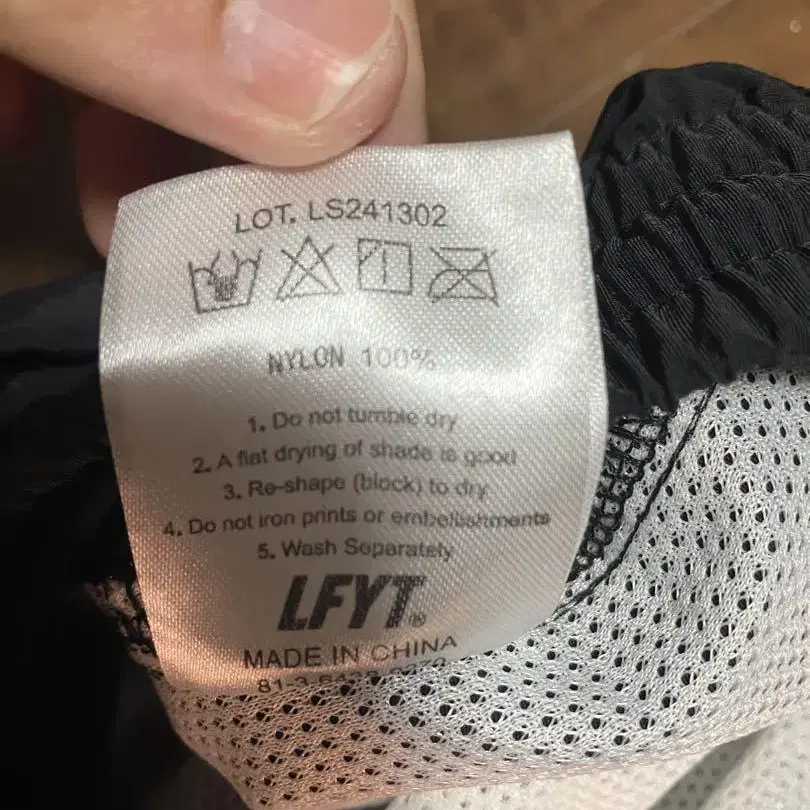 LOT. LS241302
NYLON 100%
1. Do not tumble dry
2. A flat drying of shade is good
3. Re-shape (block) to dry
4. Do not iron prints or embellishments
5. Wash Separately
LFYT®
MADE IN CHINA